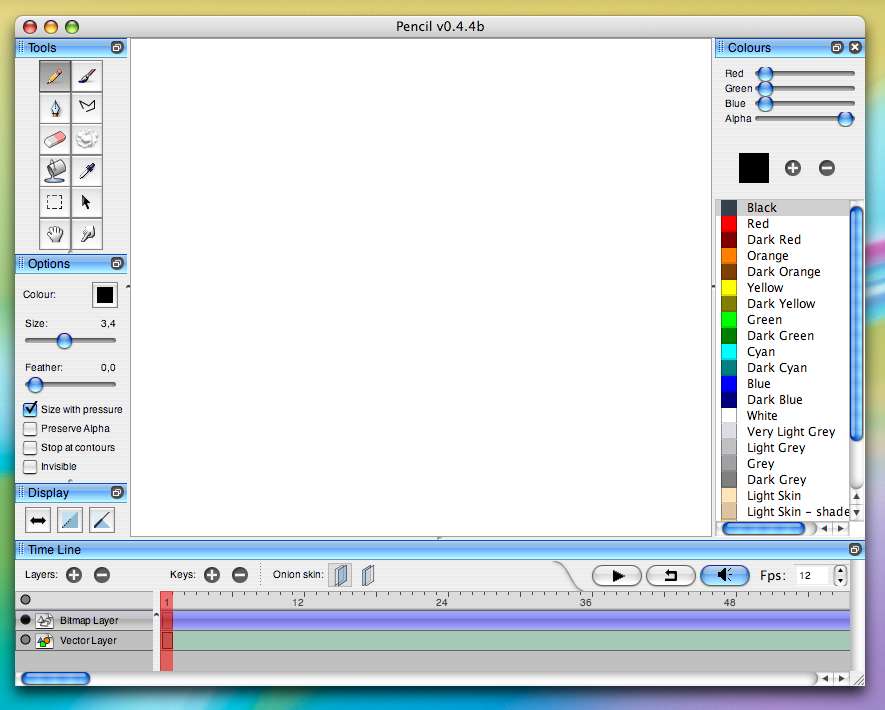 Pencil v0.4.4b
Tools
Options
Colour:
Size: 3,4
Feather: 0,0
Size with pressure
Preserve Alpha
Stop at contours
Invisible
Display
Colours
Red
Green
Blue
Alpha
Black
Red
Dark Red
Orange
Dark Orange
Yellow
Dark Yellow
Green
Dark Green
Cyan
Dark Cyan
Blue
Dark Blue
White
Very Light Grey
Light Grey
Grey
Dark Grey
Light Skin
Light Skin - shade
Time Line
Layers: Keys: Onion skin: Fps: 12
1 12 24 36 48
Bitmap Layer
Vector Layer